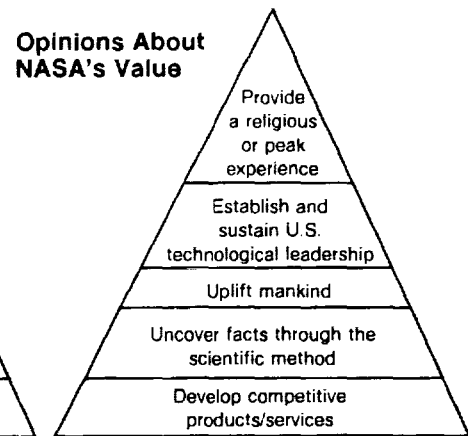 Opinions About
NASA's Value
Provide
a religious
or peak
experience
Establish and
sustain U.S.
technological leadership
Uplift mankind
Uncover facts through the
scientific method
Develop competitive
products/services